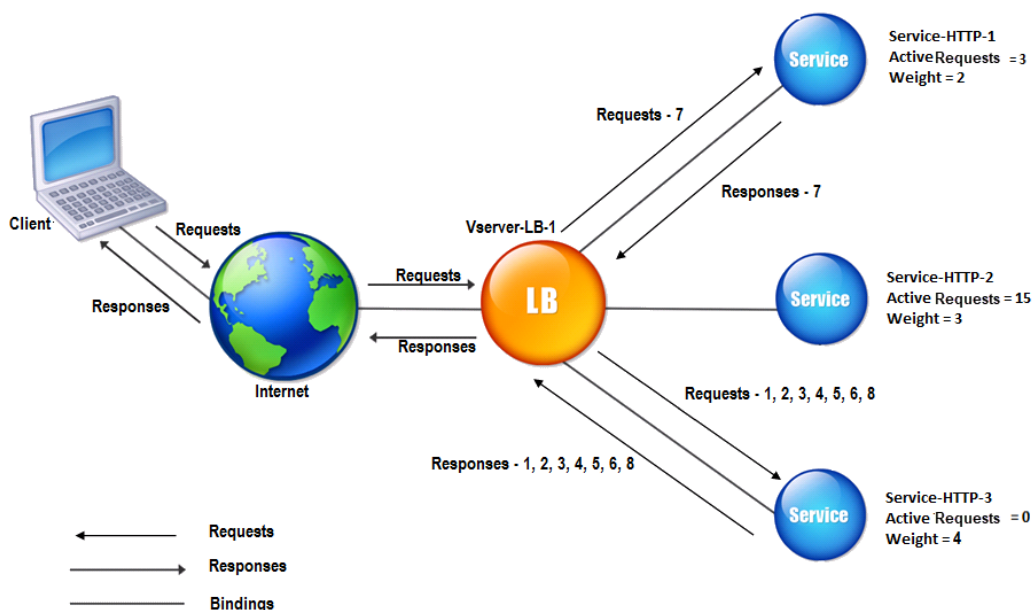 Service-HTTP-1
Active Requests = 3
Weight = 2
Service
Requests - 7
Responses - 7
Client
Requests
Responses
Internet
Requests
Responses
Vserver-LB-1
LB
Service
Service-HTTP-2
Active Requests = 15
Weight = 3
Requests - 1, 2, 3, 4, 5, 6, 8
Responses - 1, 2, 3, 4, 5, 6, 8
Service
Service-HTTP-3
Active Requests = 0
Weight = 4
Requests
Responses
Bindings